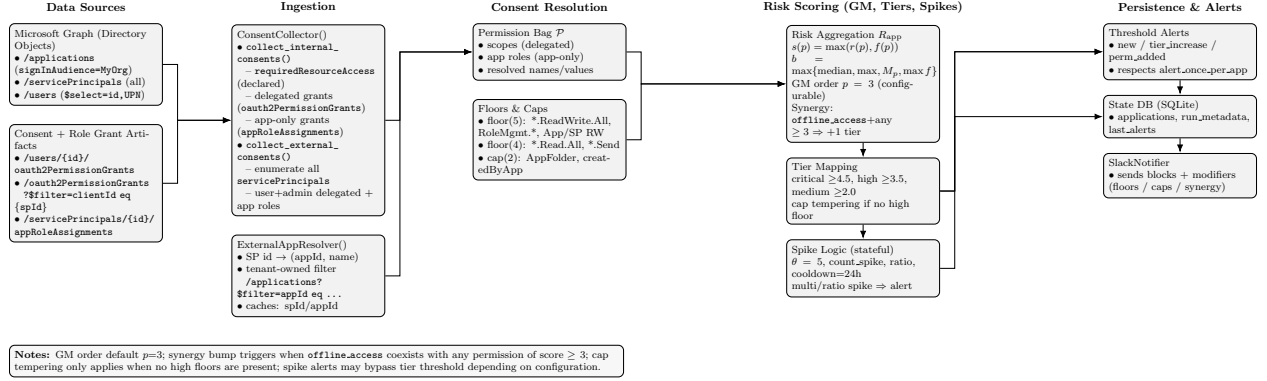 Data Sources
Microsoft Graph (Directory
Objects)
• /applications
(signInAudience=MyOrg)
• /servicePrincipals (all)
• /users ($select=id,UPN)
Consent + Role Grant Arti-
facts
• /users/{id}/
oauth2PermissionGrants
• /oauth2PermissionGrants
?$filter=clientId eq
{spId}
• /servicePrincipals/{id}/
appRoleAssignments
Ingestion
ConsentCollector()
• collect_internal_
consents()
– requiredResourceAccess
(declared)
– delegated grants
(oauth2PermissionGrants)
– app-only grants
(appRoleAssignments)
• collect_external_
consents()
– enumerate all
servicePrincipals
– user+admin delegated +
app roles
ExternalAppResolver()
• SP id → (appId, name)
• tenant-owned filter
/applications?
$filter=appId eq ...
• caches: spId/appId
Consent Resolution
Permission Bag 𝒫
• scopes (delegated)
• app roles (app-only)
• resolved names/values
Floors & Caps
• floor(5): *.ReadWrite.All,
RoleMgmt.*, App/SP RW
• floor(4): *.Read.All, *.Send
• cap(2): AppFolder, creat-
edByApp
Risk Scoring (GM, Tiers, Spikes)
Risk Aggregation R_app
s(p) = max(r(p), f(p))
b =
max{median, max, M_p, max f}
GM order p = 3 (config-
urable)
Synergy:
offline_access+any
≥ 3 ⇒ +1 tier
Tier Mapping
critical ≥4.5, high ≥3.5,
medium ≥2.0
cap tempering if no high
floor
Spike Logic (stateful)
θ = 5, count_spike, ratio,
cooldown=24h
multi/ratio spike ⇒ alert
Persistence & Alerts
Threshold Alerts
• new / tier_increase /
perm_added
• respects alert_once_per_app
State DB (SQLite)
• applications, run_metadata,
last_alerts
SlackNotifier
• sends blocks + modifiers
(floors / caps / synergy)
Notes: GM order default p=3; synergy bump triggers when offline_access coexists with any permission of score ≥ 3; cap
tempering only applies when no high floors are present; spike alerts may bypass tier threshold depending on configuration.